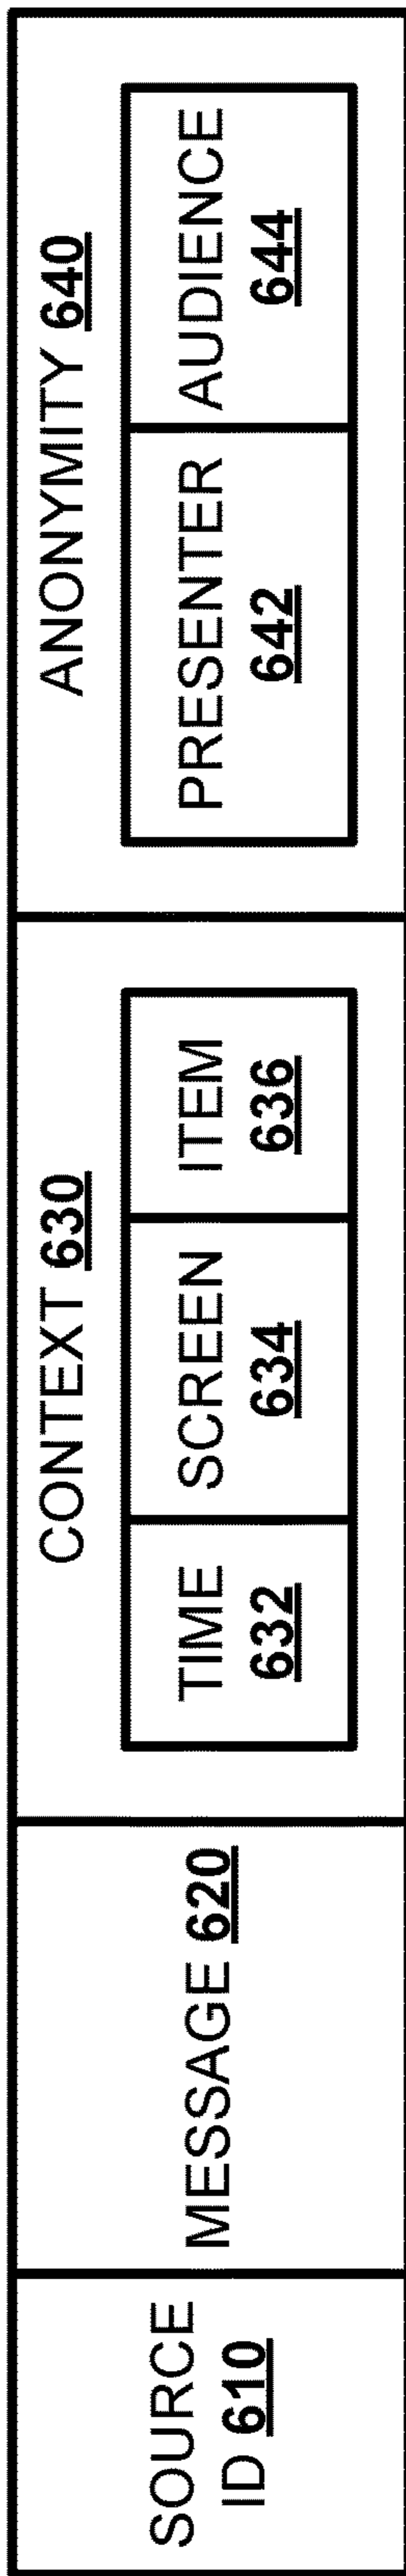 SOURCE
ID 610
MESSAGE 620
CONTEXT 630
TIME
632
SCREEN
634
ITEM
636
ANONYMITY 640
PRESENTER
642
AUDIENCE
644